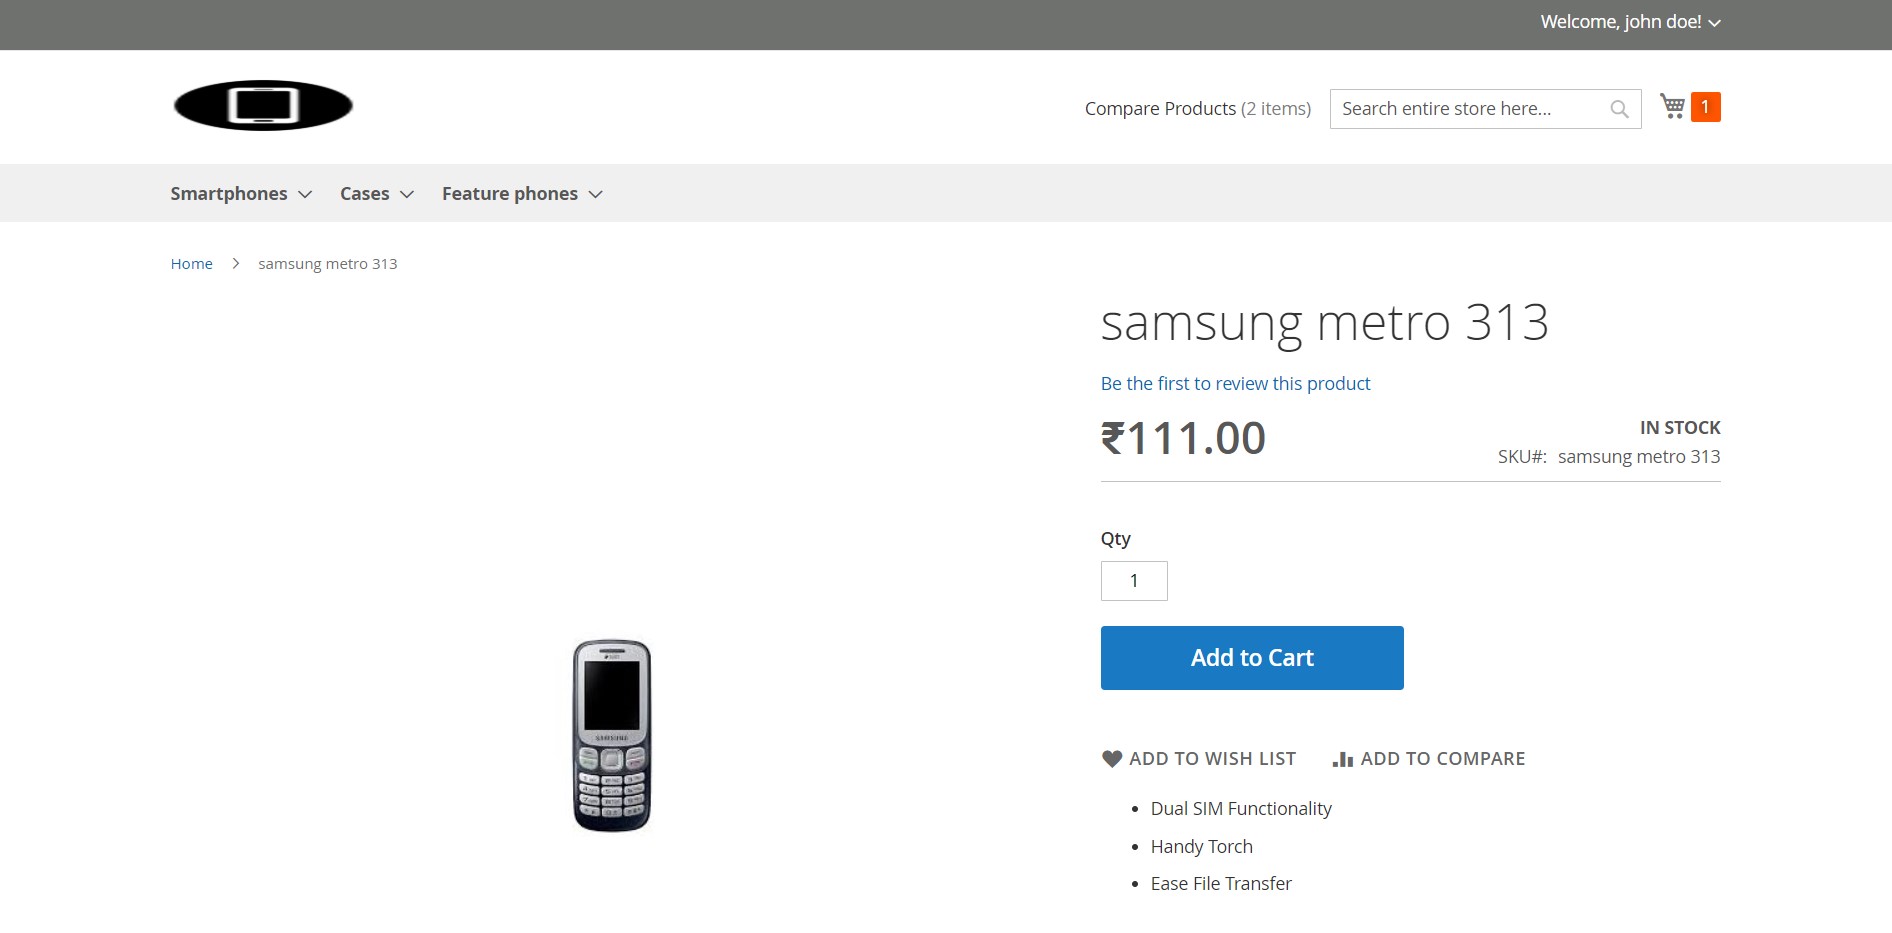 Welcome, john doe!
Compare Products (2 items)
Search entire store here...
1
Smartphones
Cases
Feature phones
Home
samsung metro 313
samsung metro 313
Be the first to review this product
₹111.00
IN STOCK
SKU#: samsung metro 313
Qty
1
Add to Cart
ADD TO WISH LIST
ADD TO COMPARE
Dual SIM Functionality
Handy Torch
Ease File Transfer
SAMSUNG